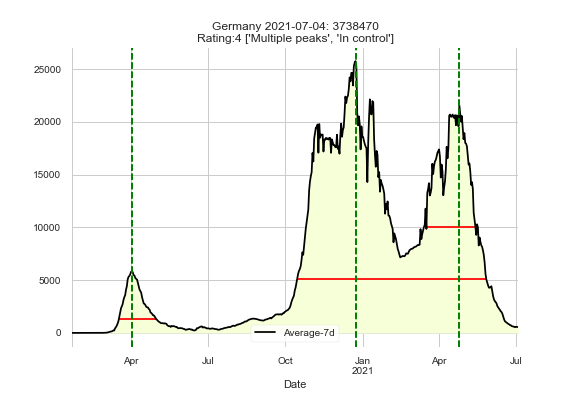 Germany 2021-07-04: 3738470
Rating:4 ['Multiple peaks', 'In control']
25000
20000
15000
10000
5000
0
Average-7d
Apr
Jul
Oct
Jan
2021
Apr
Jul
Date